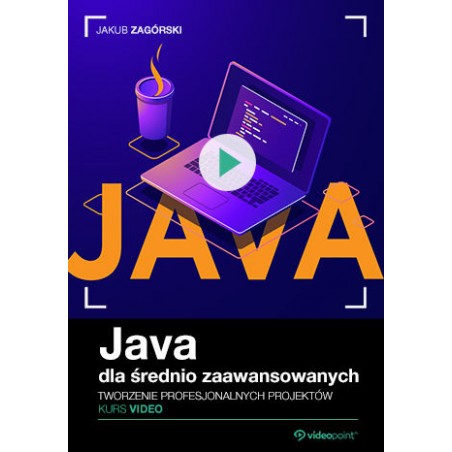 JAKUB ZAGÓRSKI
JAVA
Java
dla średnio zaawansowanych
TWORZENIE PROFESJONALNYCH PROJEKTÓW
KURS VIDEO
videopoint